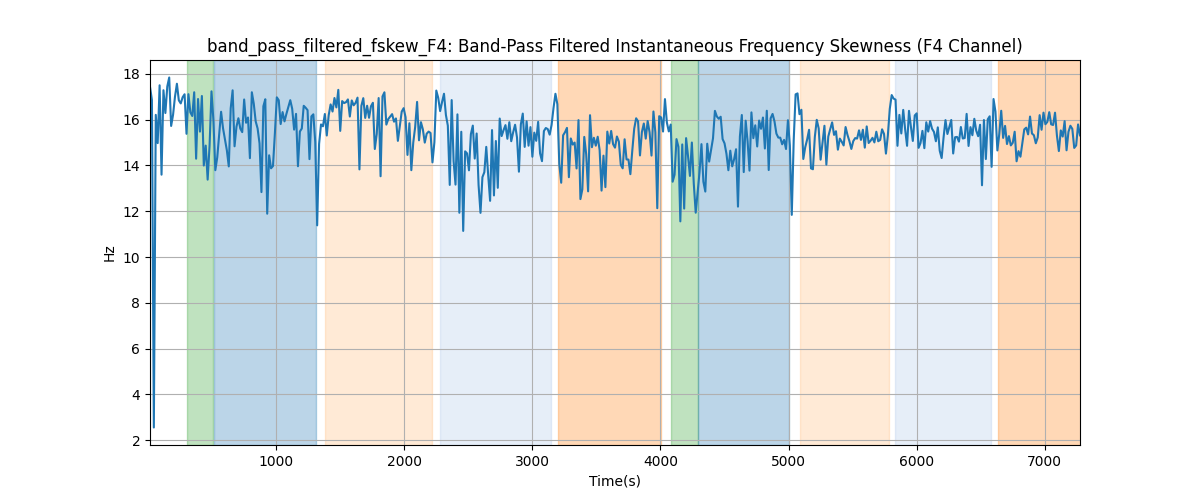 band_pass_filtered_fskew_F4: Band-Pass Filtered Instantaneous Frequency Skewness (F4 Channel)
18
16
14
12
10
8
6
4
2
Hz
1000 2000 3000 4000 5000 6000 7000
Time(s)